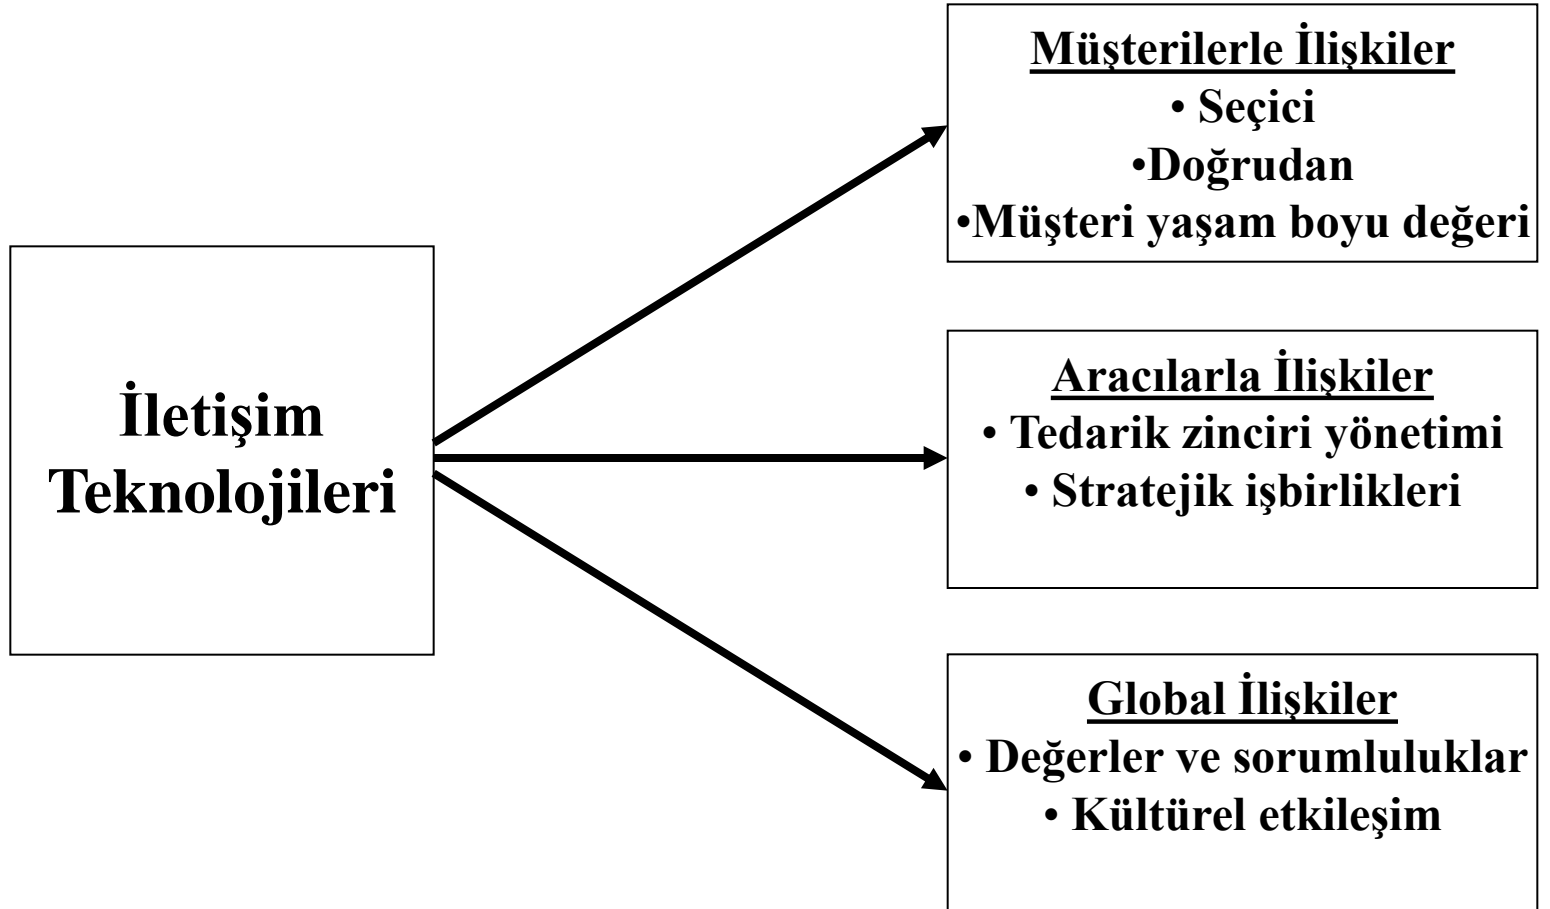 Müşterilerle İlişkiler
• Seçici
•Doğrudan
•Müşteri yaşam boyu değeri
İletişim
Teknolojileri
Aracılarla İlişkiler
• Tedarik zinciri yönetimi
• Stratejik işbirlikleri
Global İlişkiler
• Değerler ve sorumluluklar
• Kültürel etkileşim